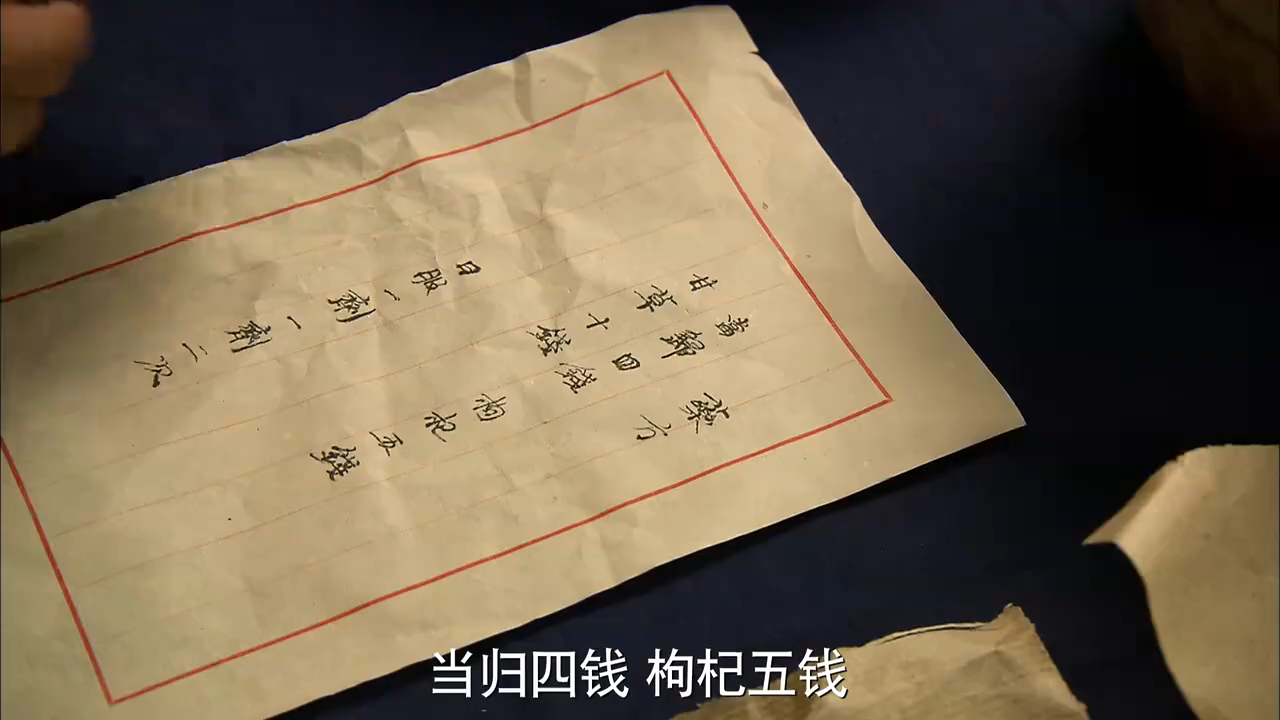 藥方
當歸四錢 枸杞五錢
甘草十錢
日服一劑 一劑二次
当归四钱 枸杞五钱